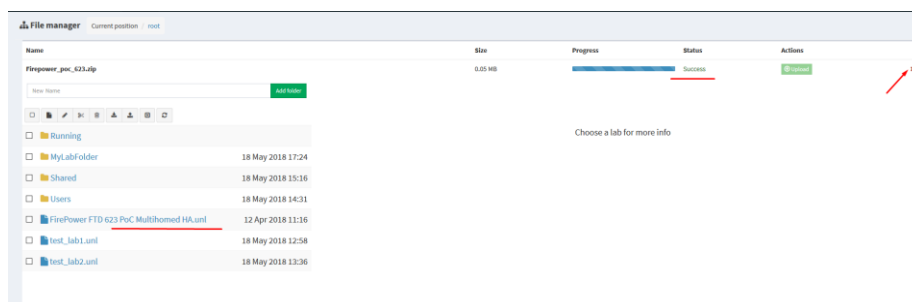 File manager Current position / root
Name Size Progress Status Actions
Firepower_poc_623.zip 0.05 MB Success Upload
New Name Add folder
Running
Choose a lab for more info
MyLabFolder 18 May 2018 17:24
Shared 18 May 2018 15:16
Users 18 May 2018 14:31
FirePower FTD 623 PoC Multihomed HA.unl 12 Apr 2018 11:16
test_lab1.unl 18 May 2018 12:58
test_lab2.unl 18 May 2018 13:36